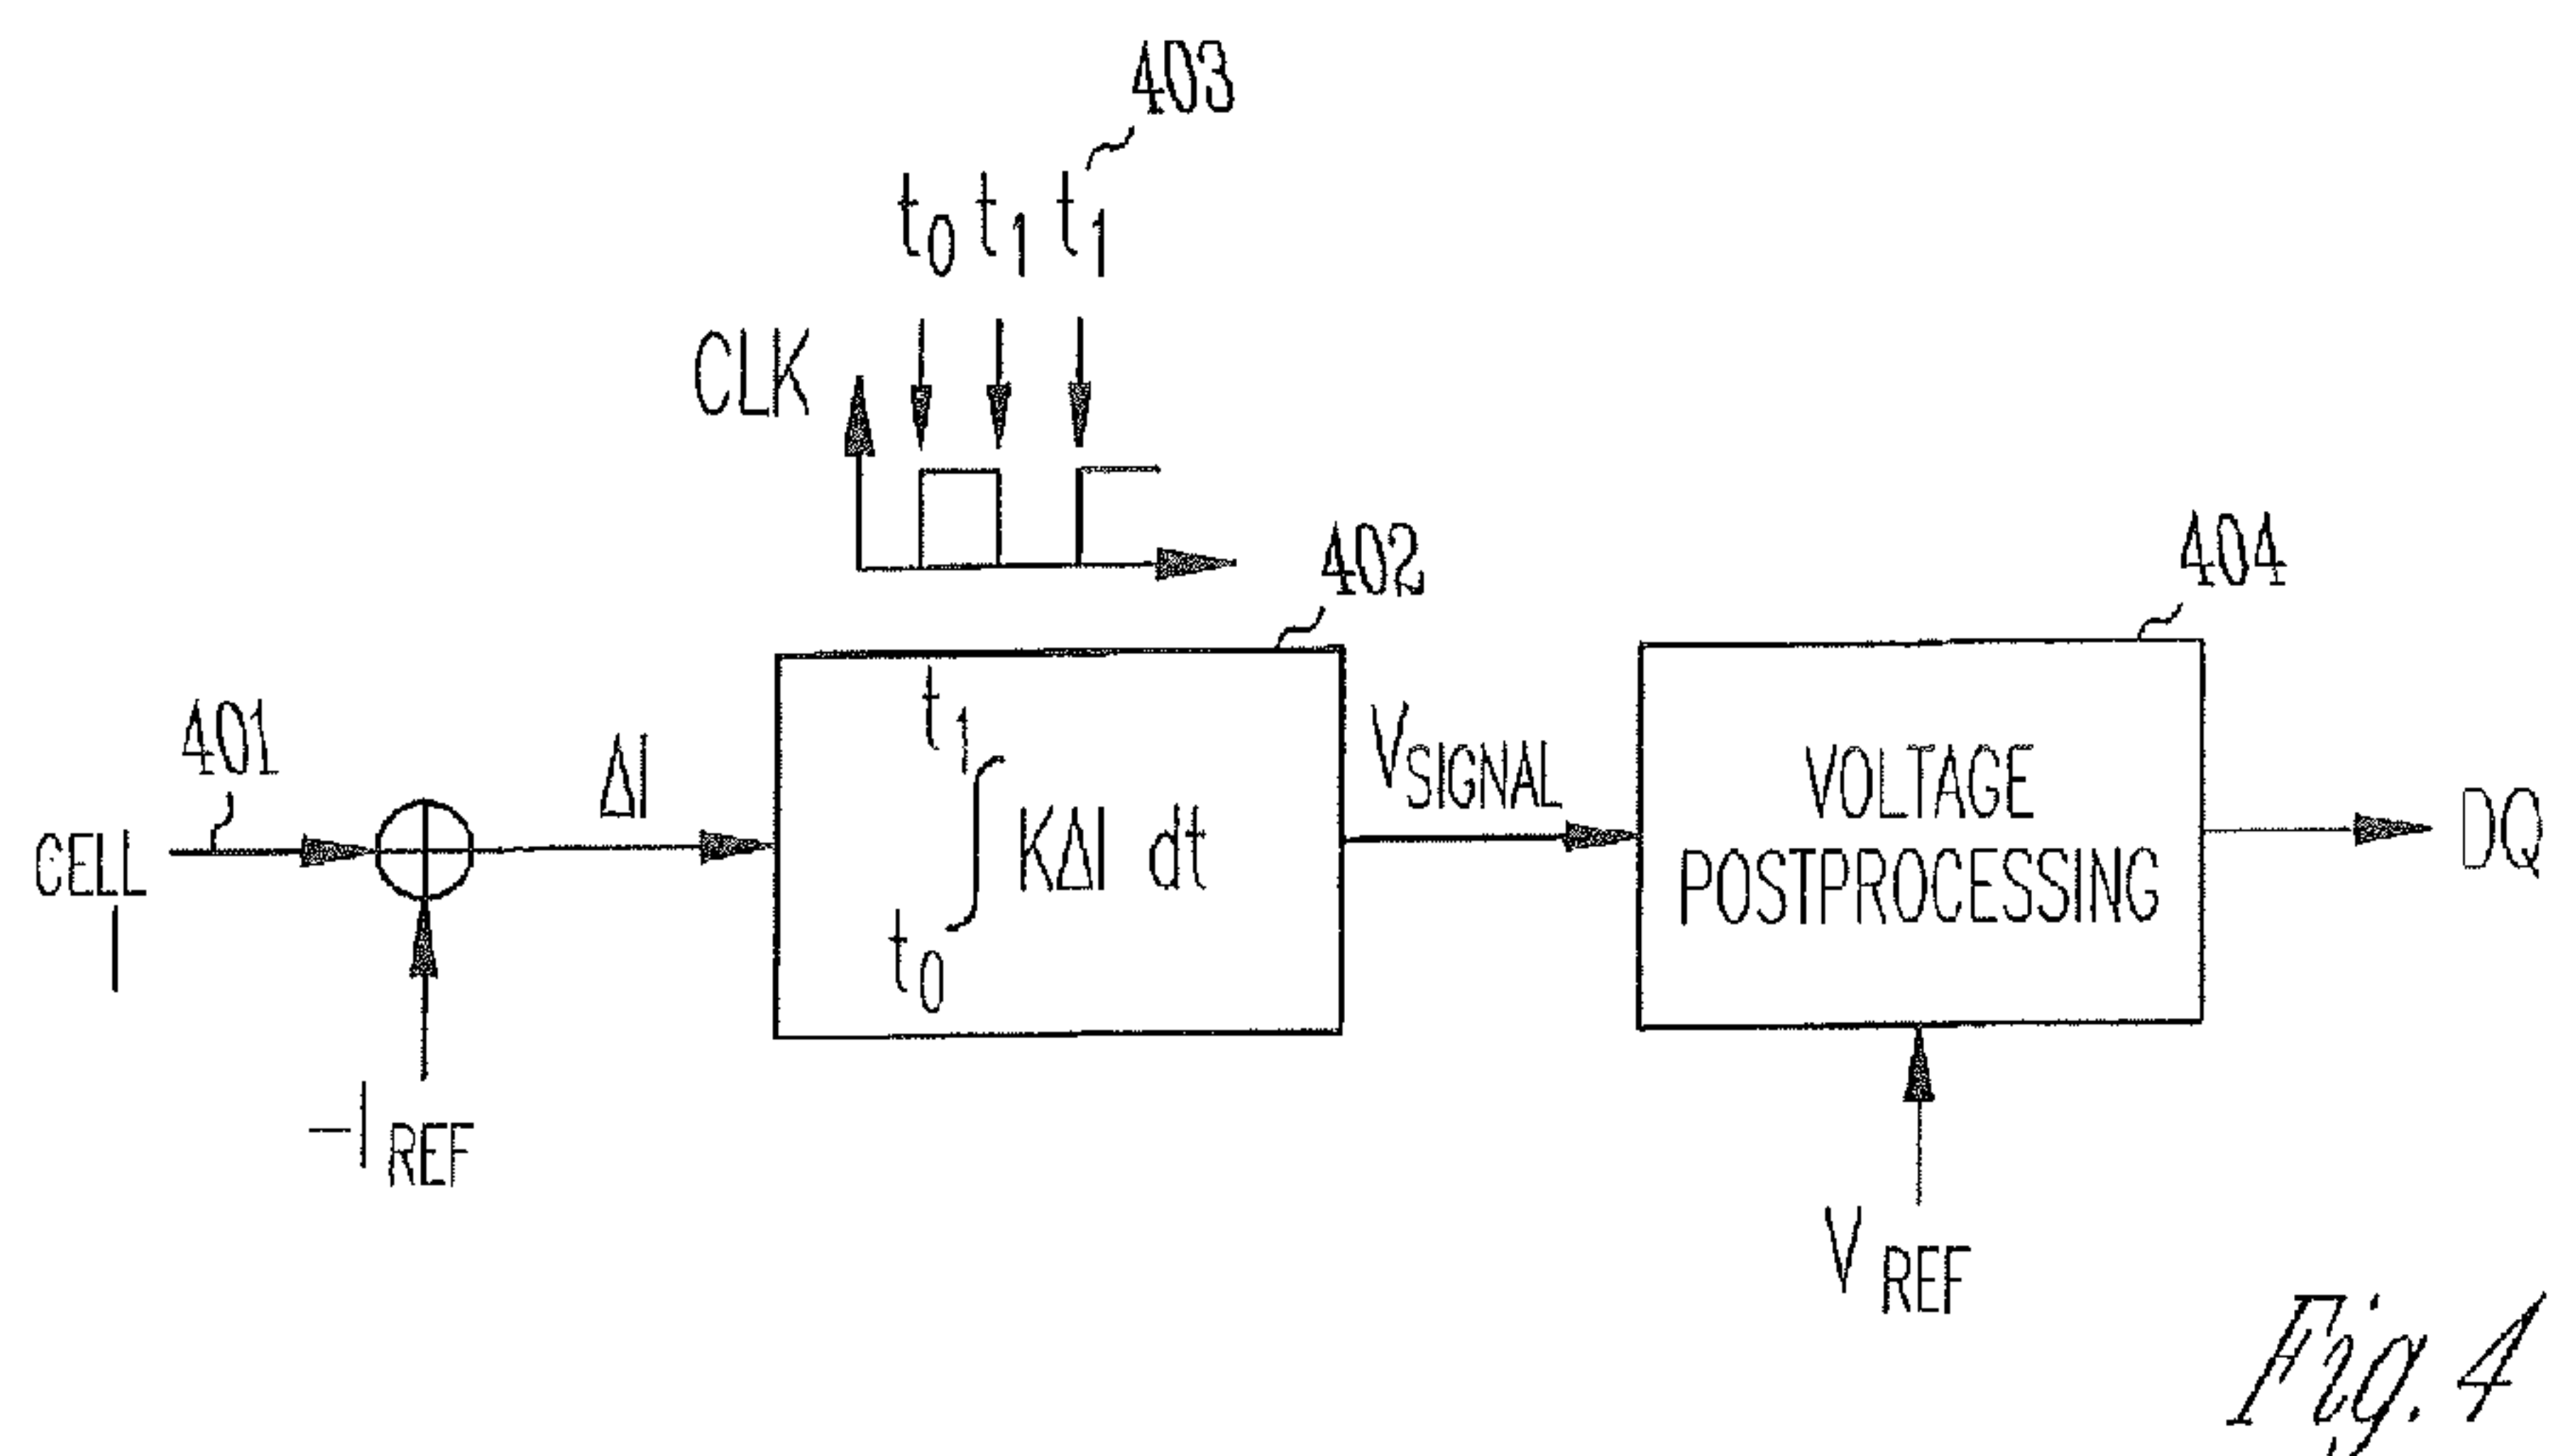 403
t0 t1 t1
CLK
402
404
401
CELL
I
ΔI
t1
∫ KΔI dt
t0
VSIGNAL
VOLTAGE
POSTPROCESSING
DQ
-IREF
VREF
Fig. 4